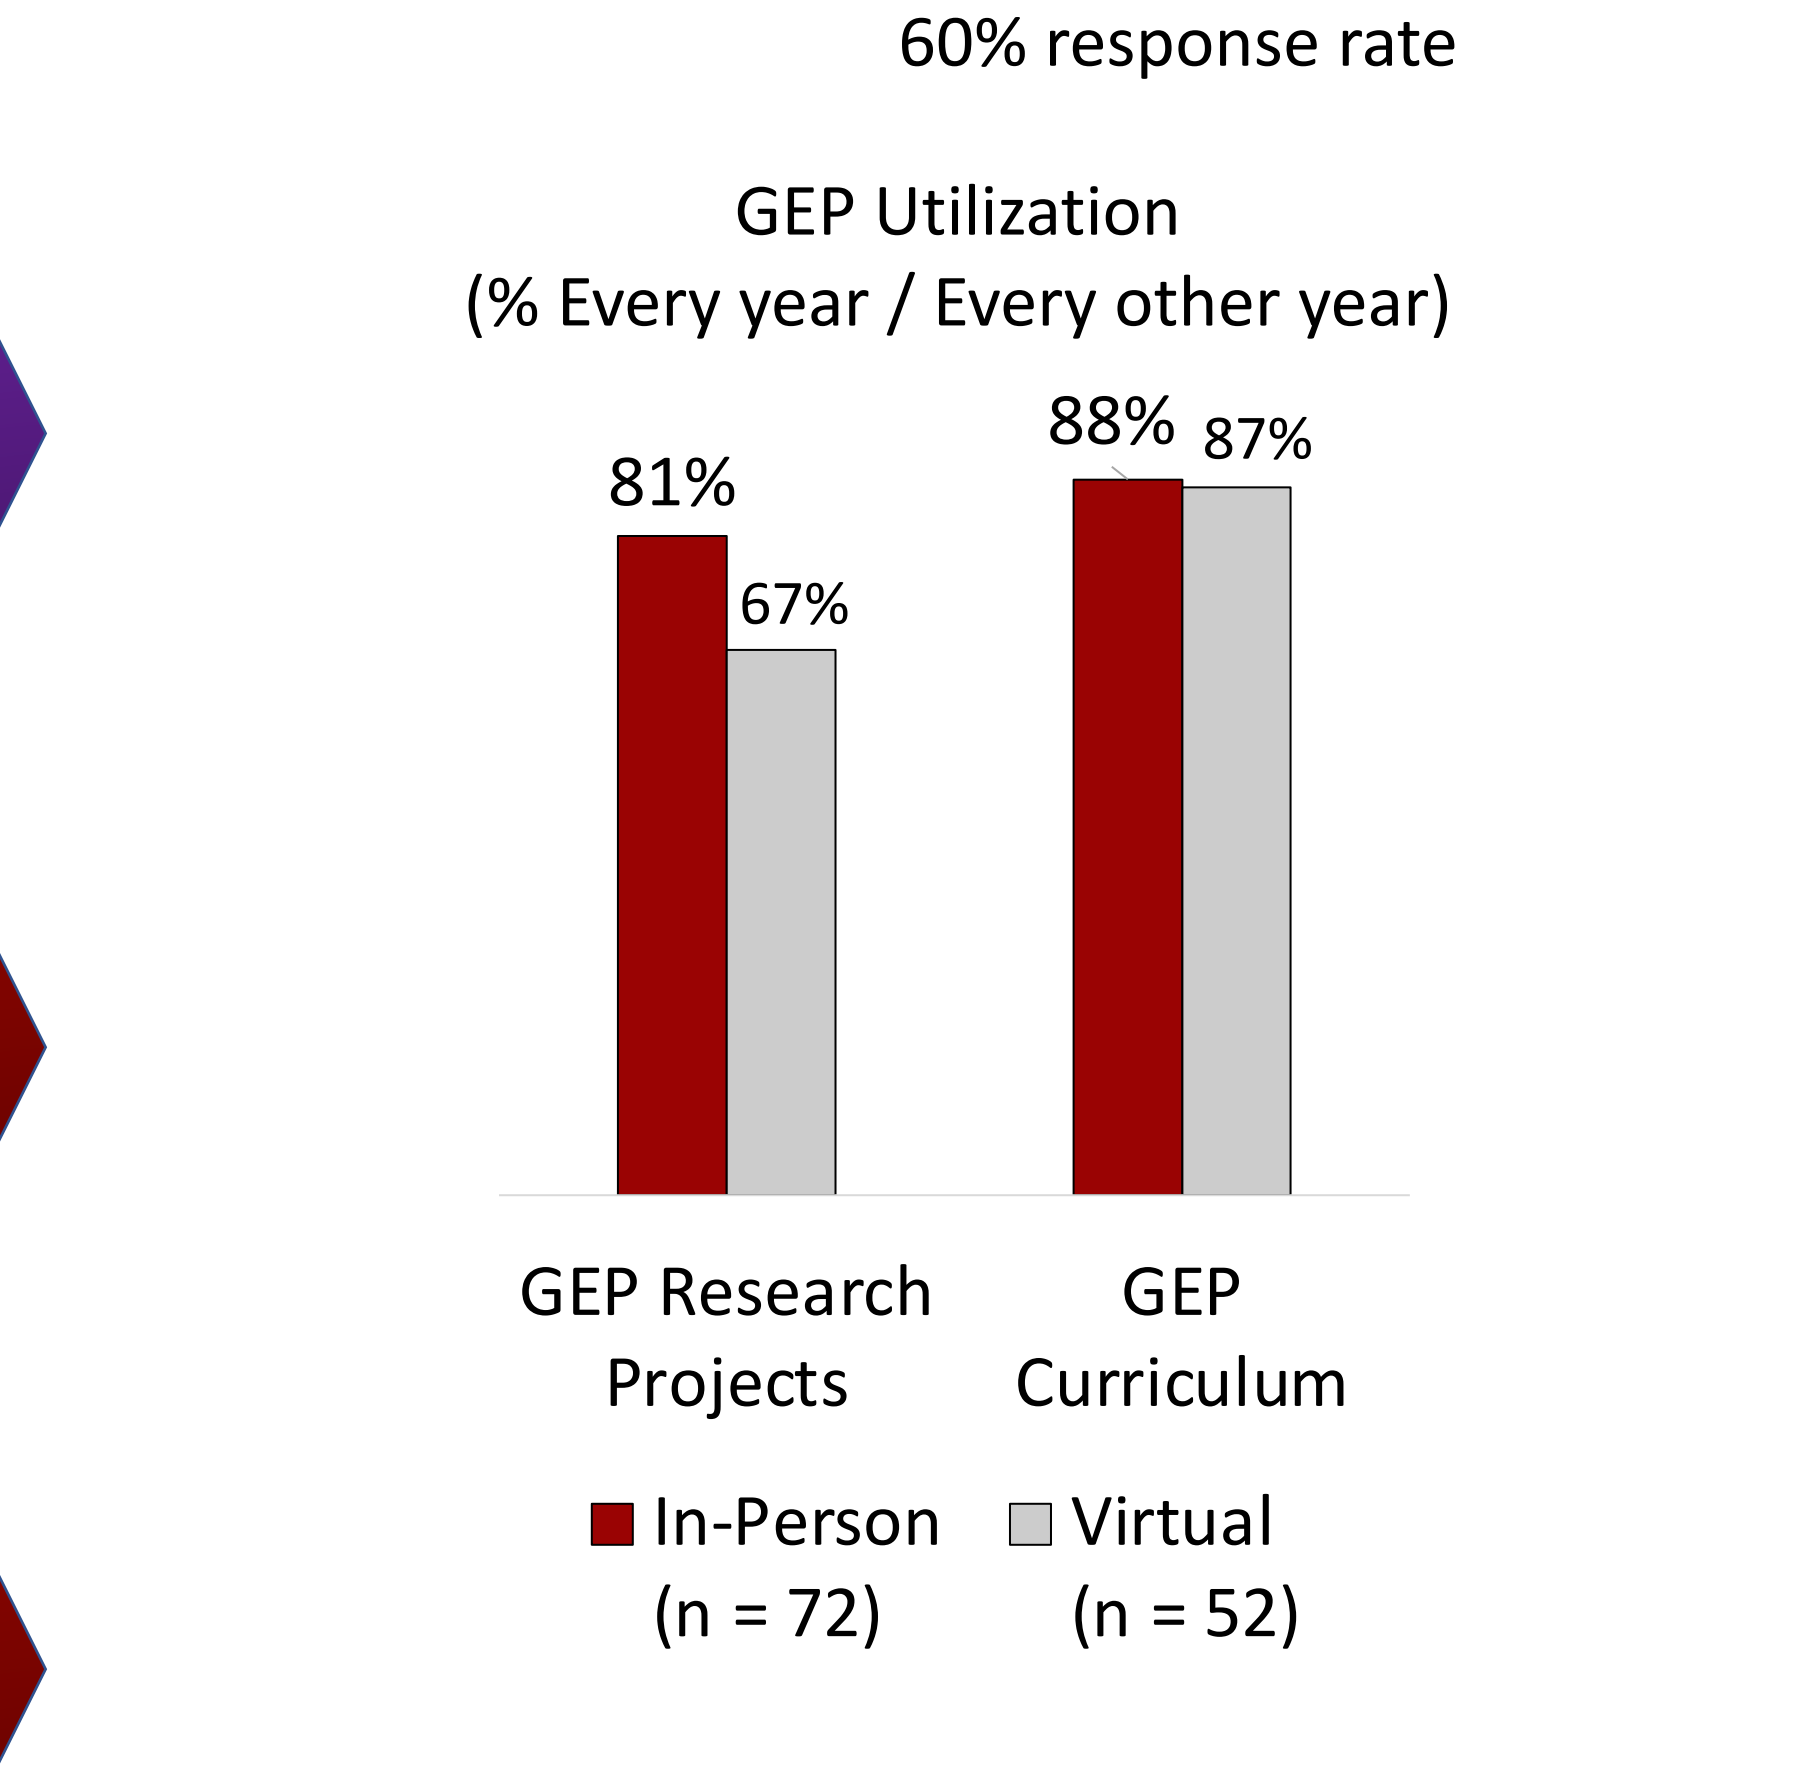 60% response rate
GEP Utilization
(% Every year / Every other year)
88%
87%
81%
67%
GEP Research Projects
GEP Curriculum
In-Person (n = 72)
Virtual (n = 52)